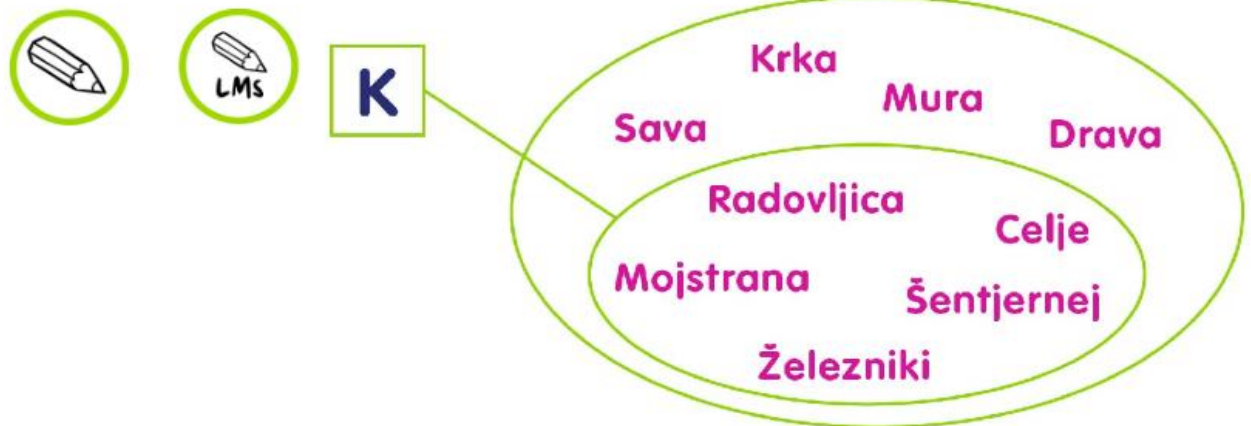 LMs
K
Krka
Mura
Sava
Drava
Radovljica
Celje
Mojstrana
Šentjernej
Železniki